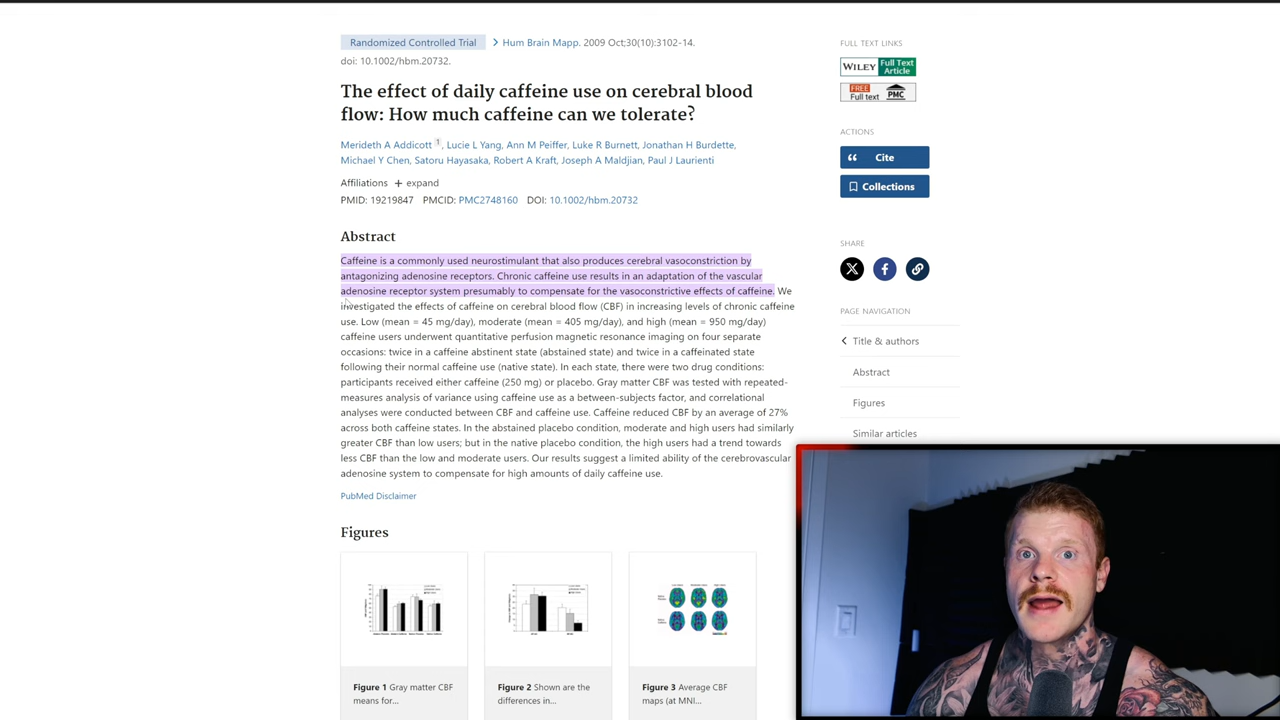 Randomized Controlled Trial > Hum Brain Mapp. 2009 Oct;30(10):3102-14.
doi: 10.1002/hbm.20732.
The effect of daily caffeine use on cerebral blood
flow: How much caffeine can we tolerate?
Merideth A Addicott 1, Lucie L Yang, Ann M Peiffer, Luke R Burnett, Jonathan H Burdette,
Michael Y Chen, Satoru Hayasaka, Robert A Kraft, Joseph A Maldjian, Paul J Laurienti
Affiliations + expand
PMID: 19219847 PMCID: PMC2748160 DOI: 10.1002/hbm.20732
Abstract
Caffeine is a commonly used neurostimulant that also produces cerebral vasoconstriction by
antagonizing adenosine receptors. Chronic caffeine use results in an adaptation of the vascular
adenosine receptor system presumably to compensate for the vasoconstrictive effects of caffeine. We
investigated the effects of caffeine on cerebral blood flow (CBF) in increasing levels of chronic caffeine
use. Low (mean = 45 mg/day), moderate (mean = 405 mg/day), and high (mean = 950 mg/day)
caffeine users underwent quantitative perfusion magnetic resonance imaging on four separate
occasions: twice in a caffeine abstinent state (abstained state) and twice in a caffeinated state
following their normal caffeine use (native state). In each state, there were two drug conditions:
participants received either caffeine (250 mg) or placebo. Gray matter CBF was tested with repeated-
measures analysis of variance using caffeine use as a between-subjects factor, and correlational
analyses were conducted between CBF and caffeine use. Caffeine reduced CBF by an average of 27%
across both caffeine states. In the abstained placebo condition, moderate and high users had similarly
greater CBF than low users; but in the native placebo condition, the high users had a trend towards
less CBF than the low and moderate users. Our results suggest a limited ability of the cerebrovascular
adenosine system to compensate for high amounts of daily caffeine use.
PubMed Disclaimer
Figures
Figure 1 Gray matter CBF
means for...
Figure 2 Shown are the
differences in...
Figure 3 Average CBF
maps (at MNI...
FULL TEXT LINKS
WILEY Full Text
Article
FREE
Full text PMC
ACTIONS
Cite
Collections
SHARE
PAGE NAVIGATION
Title & authors
Abstract
Figures
Similar articles